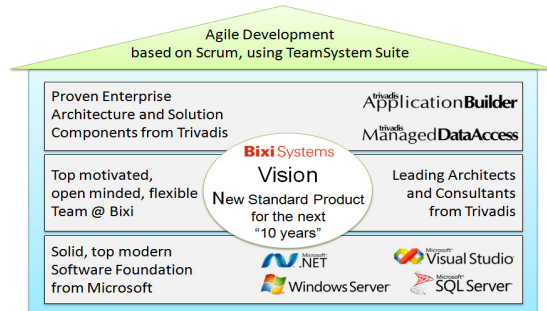 Agile Development
based on Scrum, using TeamSystem Suite
Proven Enterprise
Architecture and Solution
Components from Trivadis
trivadis
ApplicationBuilder
trivadis
ManagedDataAccess
Bixi Systems
Vision
New Standard Product
for the next
“10 years”
Top motivated,
open minded, flexible
Team @ Bixi
Leading Architects
and Consultants
from Trivadis
Solid, top modern
Software Foundation
from Microsoft
Microsoft
.NET
Microsoft
Visual Studio
Windows Server
Microsoft
SQL Server